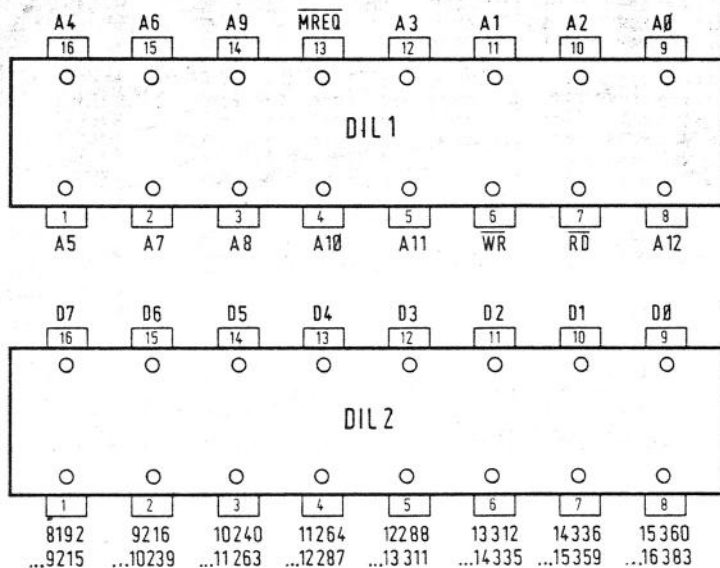 A4 A6 A9 MREQ A3 A1 A2 AØ
16 15 14 13 12 11 10 9
DIL1
1 2 3 4 5 6 7 8
A5 A7 A8 A1Ø A11 WR RD A12
D7 D6 D5 D4 D3 D2 D1 DØ
16 15 14 13 12 11 10 9
DIL 2
1 2 3 4 5 6 7 8
8192 9216 10240 11264 12288 13312 14336 15360
...9215 ...10239 ...11263 ...12287 ...13311 ...14335 ...15359 ...16383